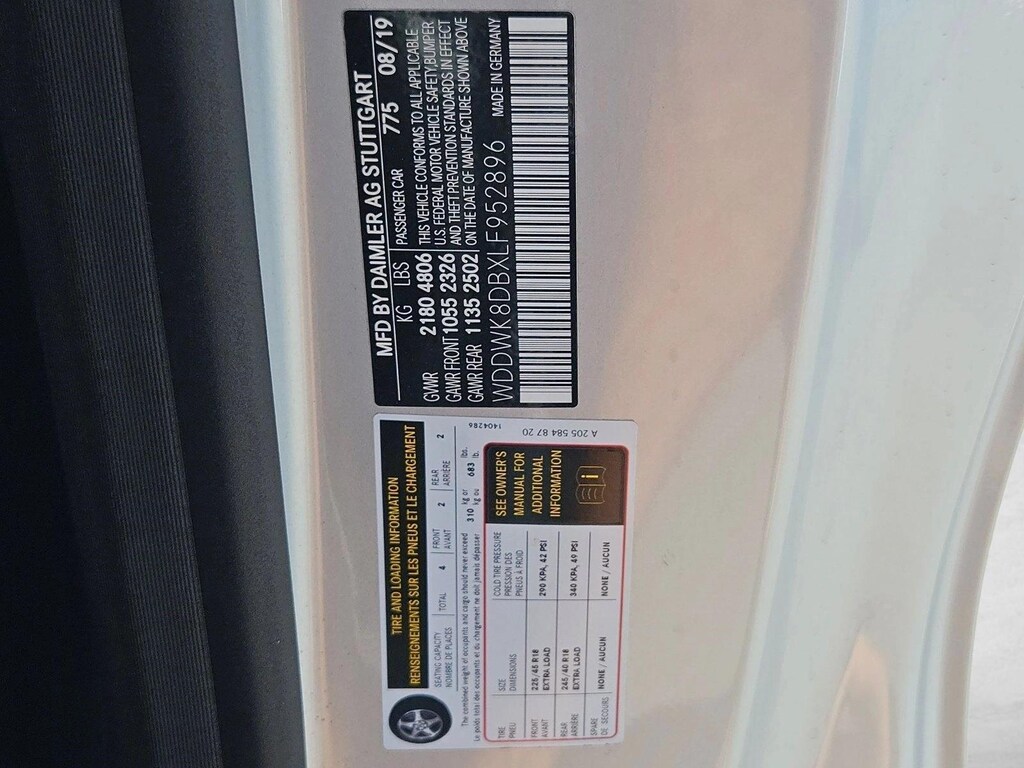 MFD BY DAIMLER AG STUTTGART
775 08/19
KG LBS PASSENGER CAR
GVWR 2180 4806
GAWR FRONT 1055 2326
GAWR REAR 1135 2502
THIS VEHICLE CONFORMS TO ALL APPLICABLE
U.S. FEDERAL MOTOR VEHICLE SAFETY, BUMPER
AND THEFT PREVENTION STANDARDS IN EFFECT
ON THE DATE OF MANUFACTURE SHOWN ABOVE
WDDWK8DBXLF952896 MADE IN GERMANY
TIRE AND LOADING INFORMATION
RENSEIGNEMENTS SUR LES PNEUS ET LE CHARGEMENT
SEATING CAPACITY TOTAL 4 FRONT 2 REAR 2
NOMBRE DE PLACES AVANT ARRIÈRE
The combined weight of occupants and cargo should never exceed 310 kg or 683 lbs.
Le poids total des occupants et du chargement ne doit jamais dépasser kg ou lb.
1404286
TIRE SIZE COLD TIRE PRESSURE
PNEU DIMENSIONS PRESSION DES PNEUS À FROID
FRONT 225/45 R18 290 KPA, 42 PSI
AVANT EXTRA LOAD
REAR 245/40 R18 340 KPA, 49 PSI
ARRIÈRE EXTRA LOAD
SPARE NONE / AUCUN NONE / AUCUN
DE SECOURS
SEE OWNER'S
MANUAL FOR
ADDITIONAL
INFORMATION
A 205 584 87 20